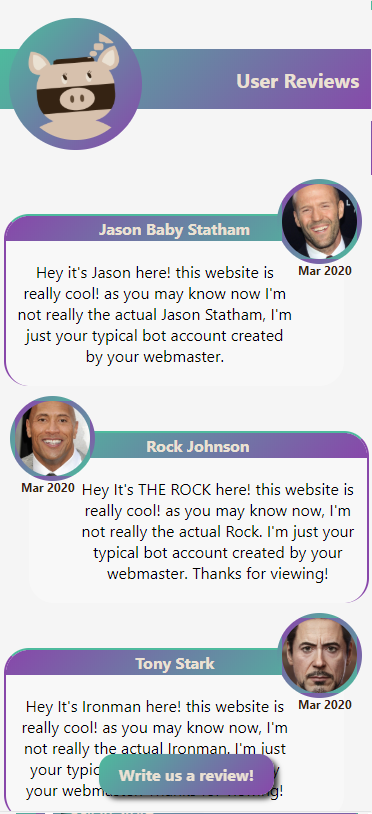 User Reviews
Jason Baby Statham
Mar 2020
Hey it's Jason here! this website is
really cool! as you may know now I'm
not really the actual Jason Statham, I'm
just your typical bot account created
by your webmaster.
Rock Johnson
Mar 2020
Hey It's THE ROCK here! this website is
really cool! as you may know now, I'm
not really the actual Rock. I'm just your
typical bot account created by your
webmaster. Thanks for viewing!
Tony Stark
Mar 2020
Hey It's Ironman here! this website is
really cool! as you may know now, I'm
not really the actual Ironman. I'm just
your
your
Write us a review!